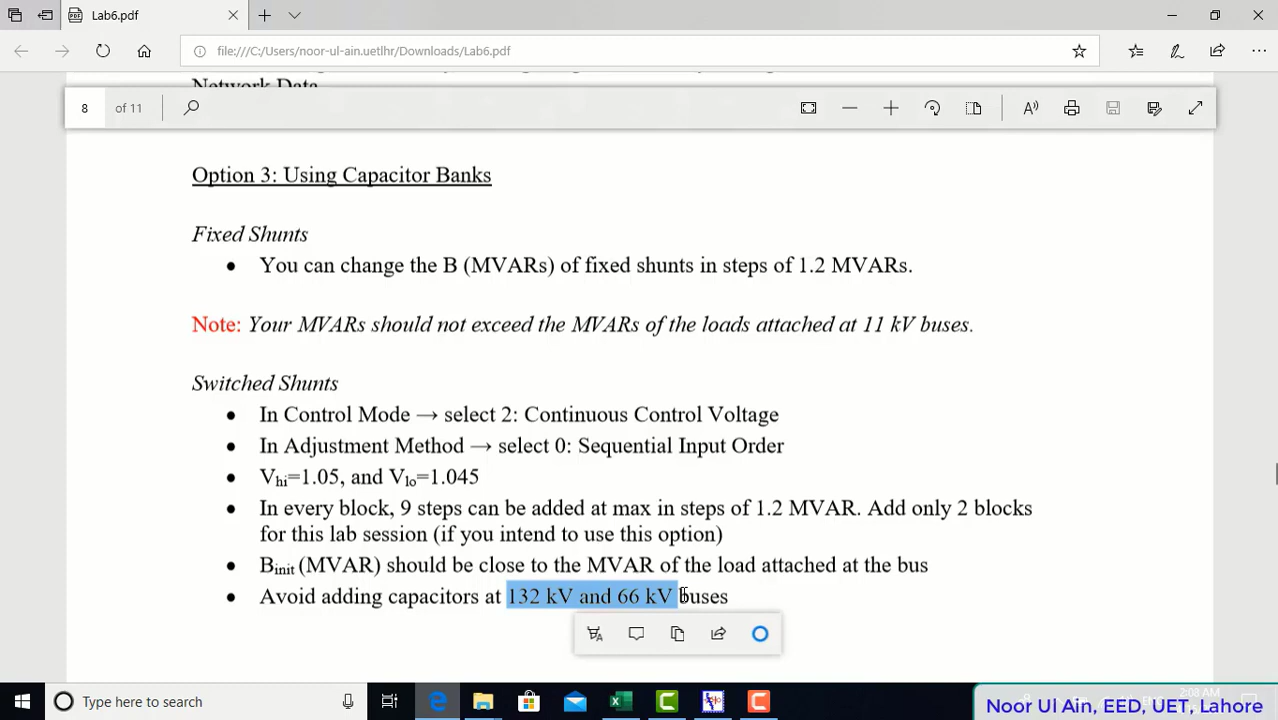 Lab6.pdf
file:///C:/Users/noor-ul-ain.uetlhr/Downloads/Lab6.pdf
Network Data
8 of 11
Option 3: Using Capacitor Banks
Fixed Shunts
• You can change the B (MVARs) of fixed shunts in steps of 1.2 MVARs.
Note: Your MVARs should not exceed the MVARs of the loads attached at 11 kV buses.
Switched Shunts
• In Control Mode → select 2: Continuous Control Voltage
• In Adjustment Method → select 0: Sequential Input Order
• Vhi=1.05, and Vlo=1.045
• In every block, 9 steps can be added at max in steps of 1.2 MVAR. Add only 2 blocks
for this lab session (if you intend to use this option)
• Binit (MVAR) should be close to the MVAR of the load attached at the bus
• Avoid adding capacitors at 132 kV and 66 kV buses
Type here to search
2:08 AM
Noor Ul Ain, EED, UET, Lahore